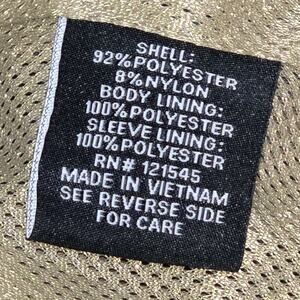 SHELL:
92% POLYESTER
8% NYLON
BODY LINING:
100% POLYESTER
SLEEVE LINING:
100% POLYESTER
RN# 121545
MADE IN VIETNAM
SEE REVERSE SIDE
FOR CARE